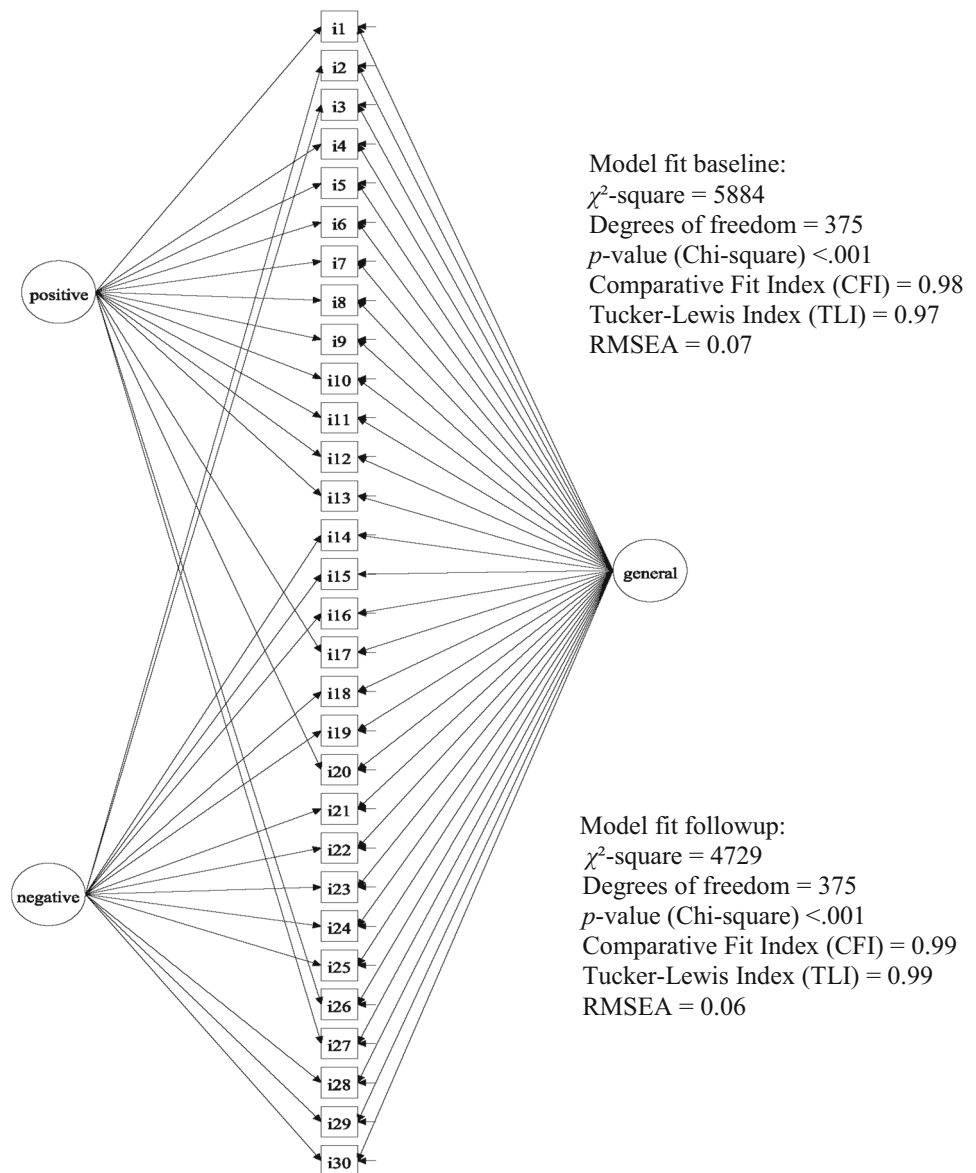 i1
i2
i3
i4
i5
i6
i7
i8
i9
i10
i11
i12
i13
i14
i15
i16
i17
i18
i19
i20
i21
i22
i23
i24
i25
i26
i27
i28
i29
i30
positive
negative
general
Model fit baseline:
χ²-square = 5884
Degrees of freedom = 375
p-value (Chi-square) <.001
Comparative Fit Index (CFI) = 0.98
Tucker-Lewis Index (TLI) = 0.97
RMSEA = 0.07
Model fit followup:
χ²-square = 4729
Degrees of freedom = 375
p-value (Chi-square) <.001
Comparative Fit Index (CFI) = 0.99
Tucker-Lewis Index (TLI) = 0.99
RMSEA = 0.06